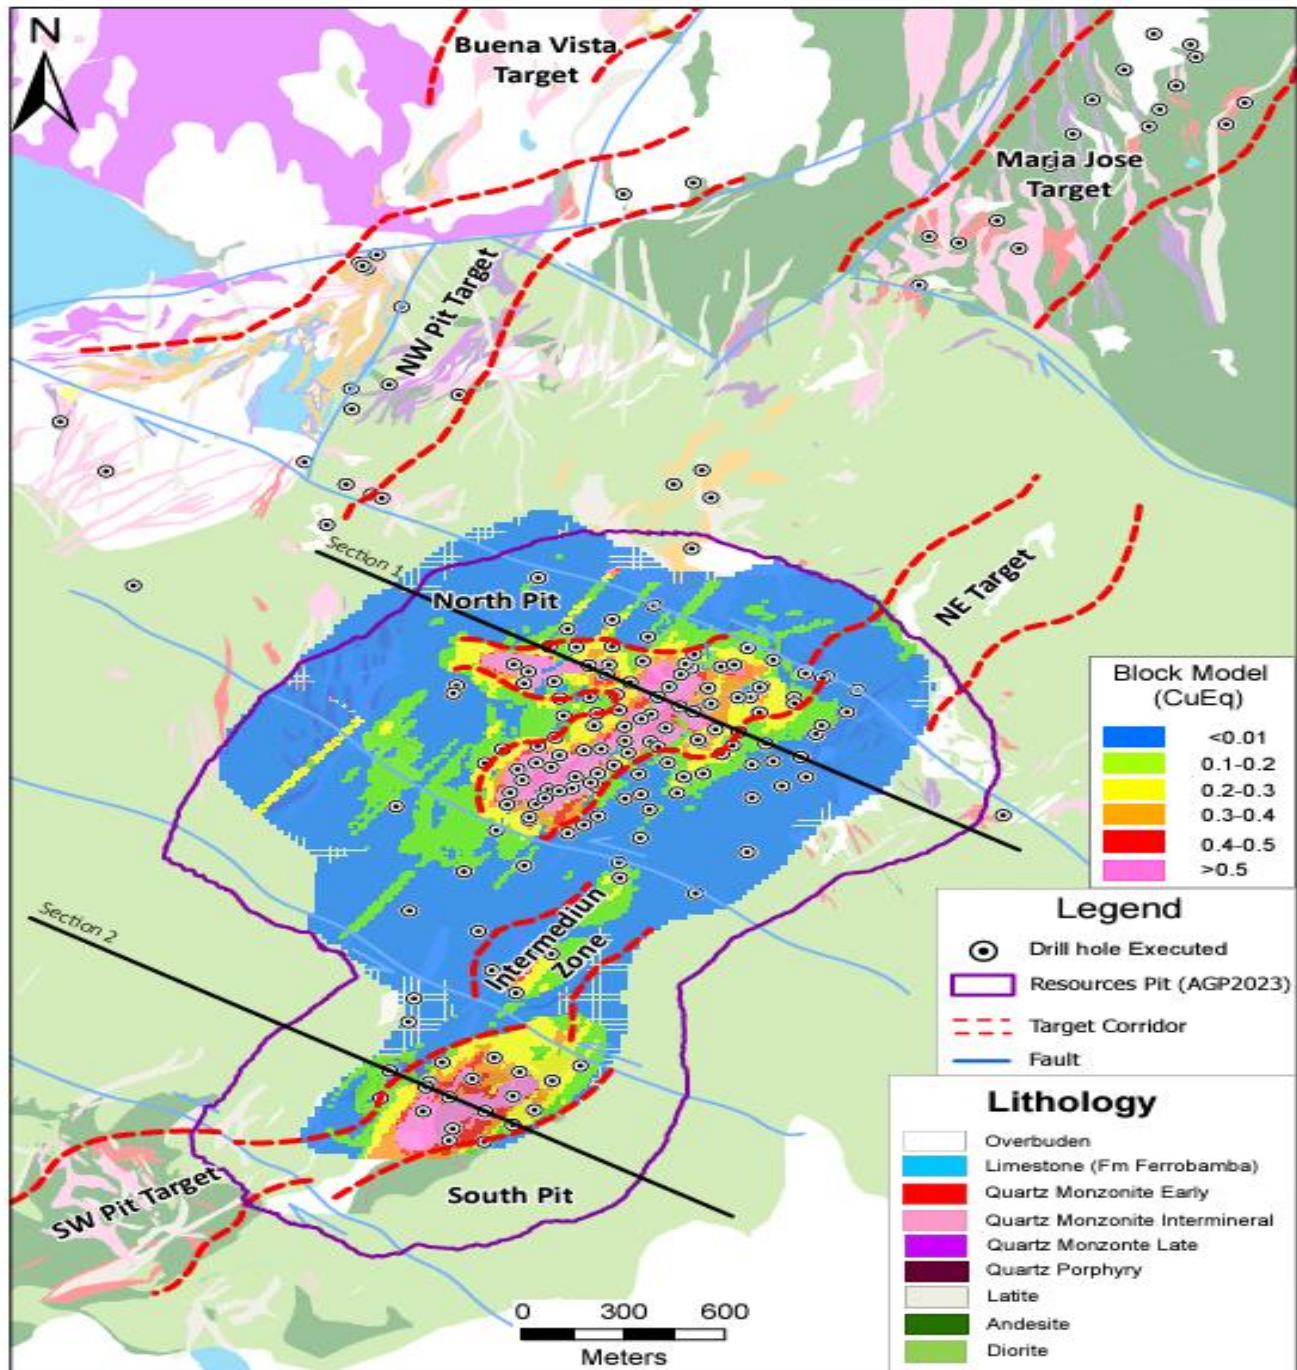 N
Buena Vista
Target
Maria Jose
Target
NW Pit Target
Section 1
North Pit
NE Target
Block Model
(CuEq)
<0.01
0.1-0.2
0.2-0.3
0.3-0.4
0.4-0.5
>0.5
Legend
Drill hole Executed
Resources Pit (AGP2023)
Target Corridor
Fault
Intermediun
Zone
Section 2
SW Pit Target
South Pit
0 300 600
Meters
Lithology
Overbuden
Limestone (Fm Ferrobamba)
Quartz Monzonite Early
Quartz Monzonite Intermineral
Quartz Monzonte Late
Quartz Porphyry
Latite
Andesite
Diorite